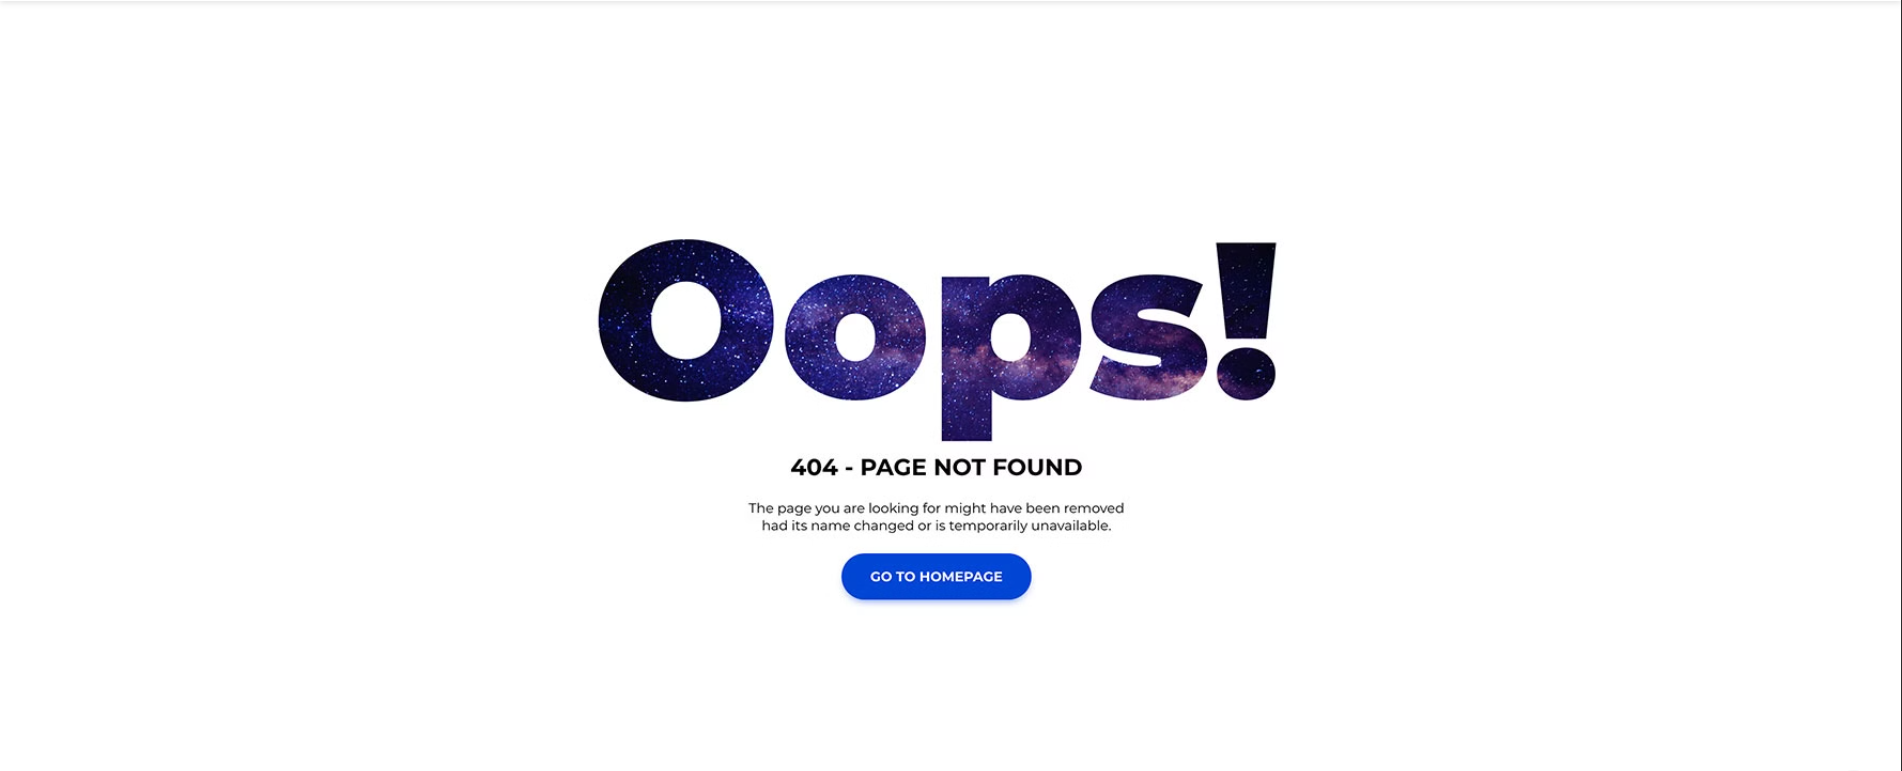 Oops!
404 - PAGE NOT FOUND
The page you are looking for might have been removed
had its name changed or is temporarily unavailable.
GO TO HOMEPAGE